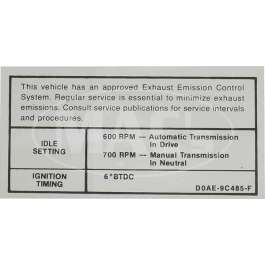 This vehicle has an approved Exhaust Emission Control
System. Regular service is essential to minimize exhaust
emissions. Consult service publications for service intervals
and procedures.
IDLE SETTING
600 RPM — Automatic Transmission
In Drive
700 RPM — Manual Transmission
In Neutral
IGNITION TIMING
6°BTDC
D0AE-9C485-F